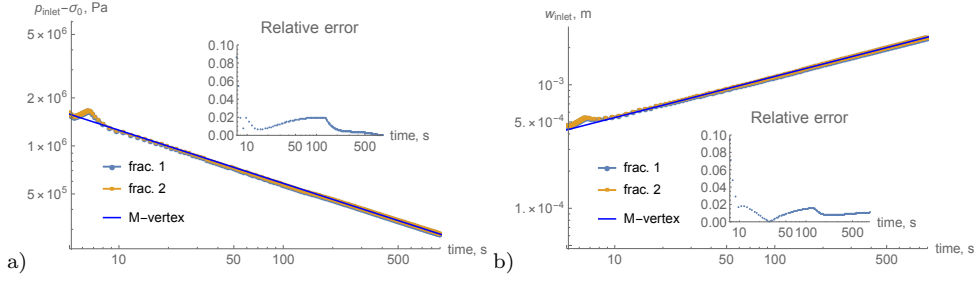 p_inlet−σ_0, Pa
5×10^6
2×10^6
1×10^6
5×10^5
10
50
100
500
time, s
Relative error
0.10
0.08
0.06
0.04
0.02
0.00
10
50 100
500
time, s
frac. 1
frac. 2
M−vertex
a)
w_inlet, m
10^−3
5.×10^−4
1.×10^−4
10
50
100
500
time, s
Relative error
0.10
0.08
0.06
0.04
0.02
0.00
10
50 100
500
time, s
frac. 1
frac. 2
M−vertex
b)